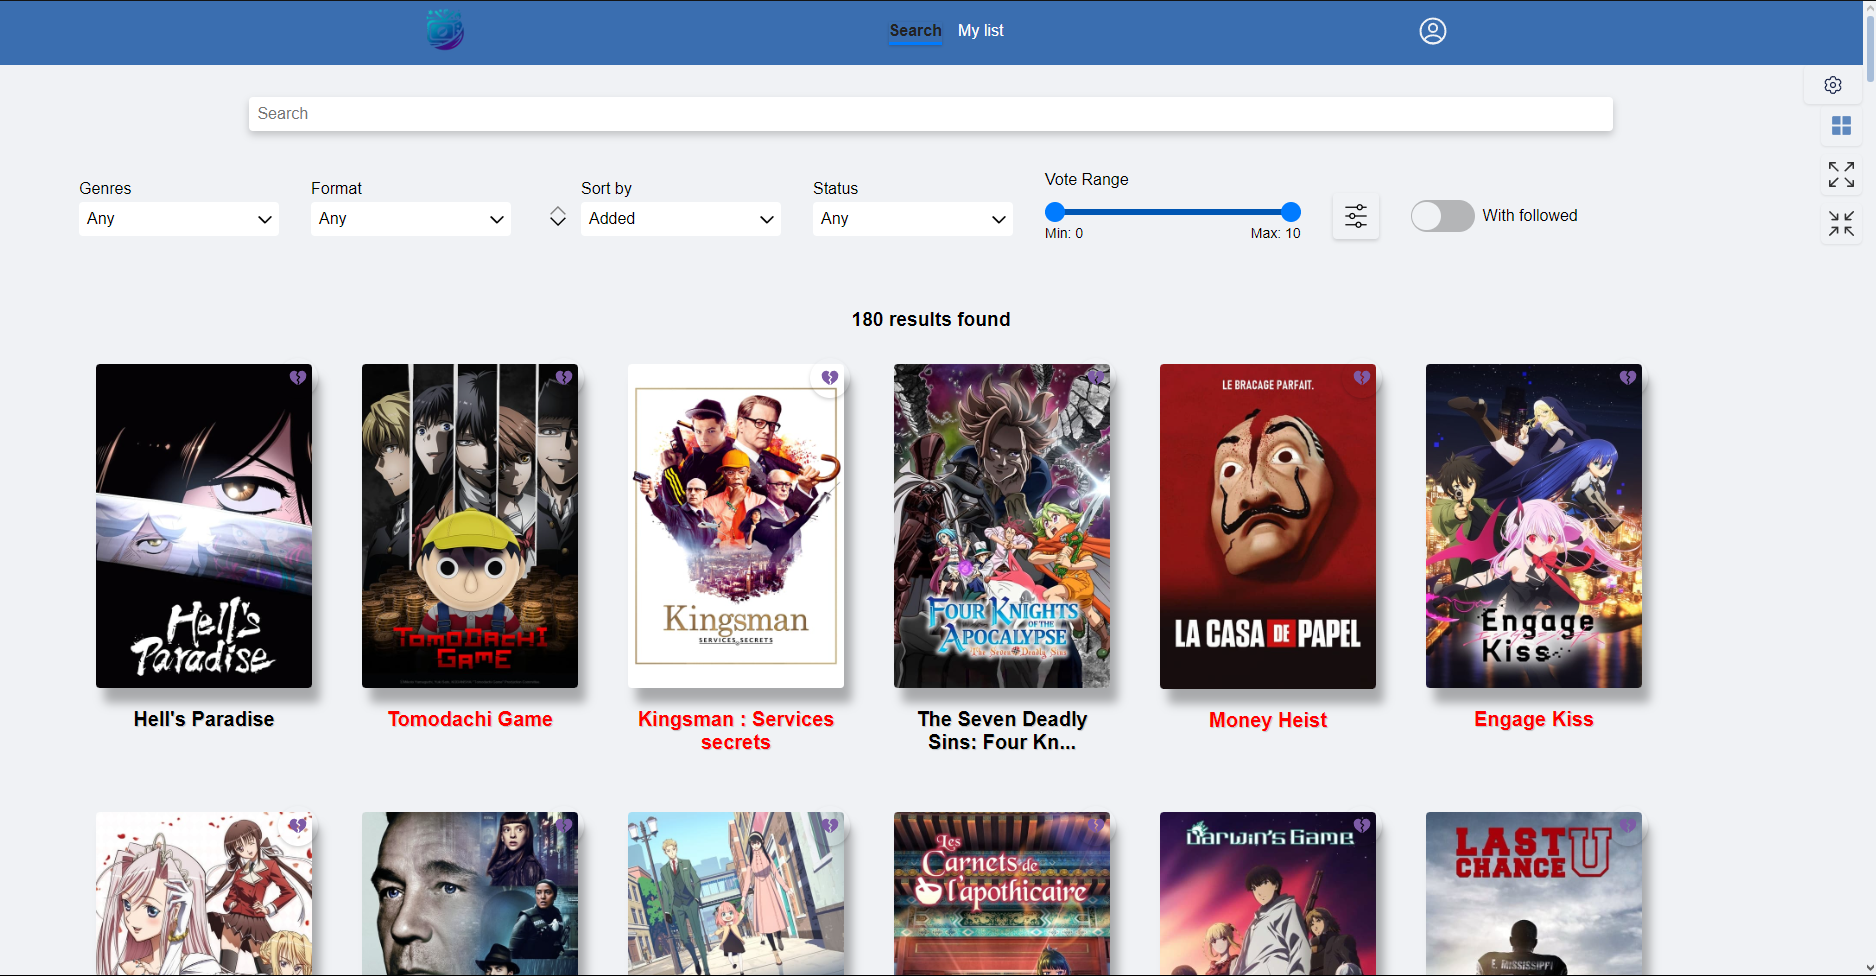 Search My list
Search
Genres
Format
Sort by
Status
Vote Range
Any
Any
Added
Any
With followed
Min: 0
Max: 10
180 results found
Hell's
Paradise
TOMODACHI
GAME
Kingsman
SERVICES SECRETS
FOUR KNIGHTS
OF THE
APOCALYPSE
The Seven Deadly Sins
LE BRACAGE PARFAIT.
LA CASA DE PAPEL
Engage
Kiss
Hell's Paradise
Tomodachi Game
Kingsman : Services
secrets
The Seven Deadly
Sins: Four Kn...
Money Heist
Engage Kiss
Les
Carnets de
l'apothicaire
Darwin's Game
LAST
CHANCE
U
E. MISSISSIPPI